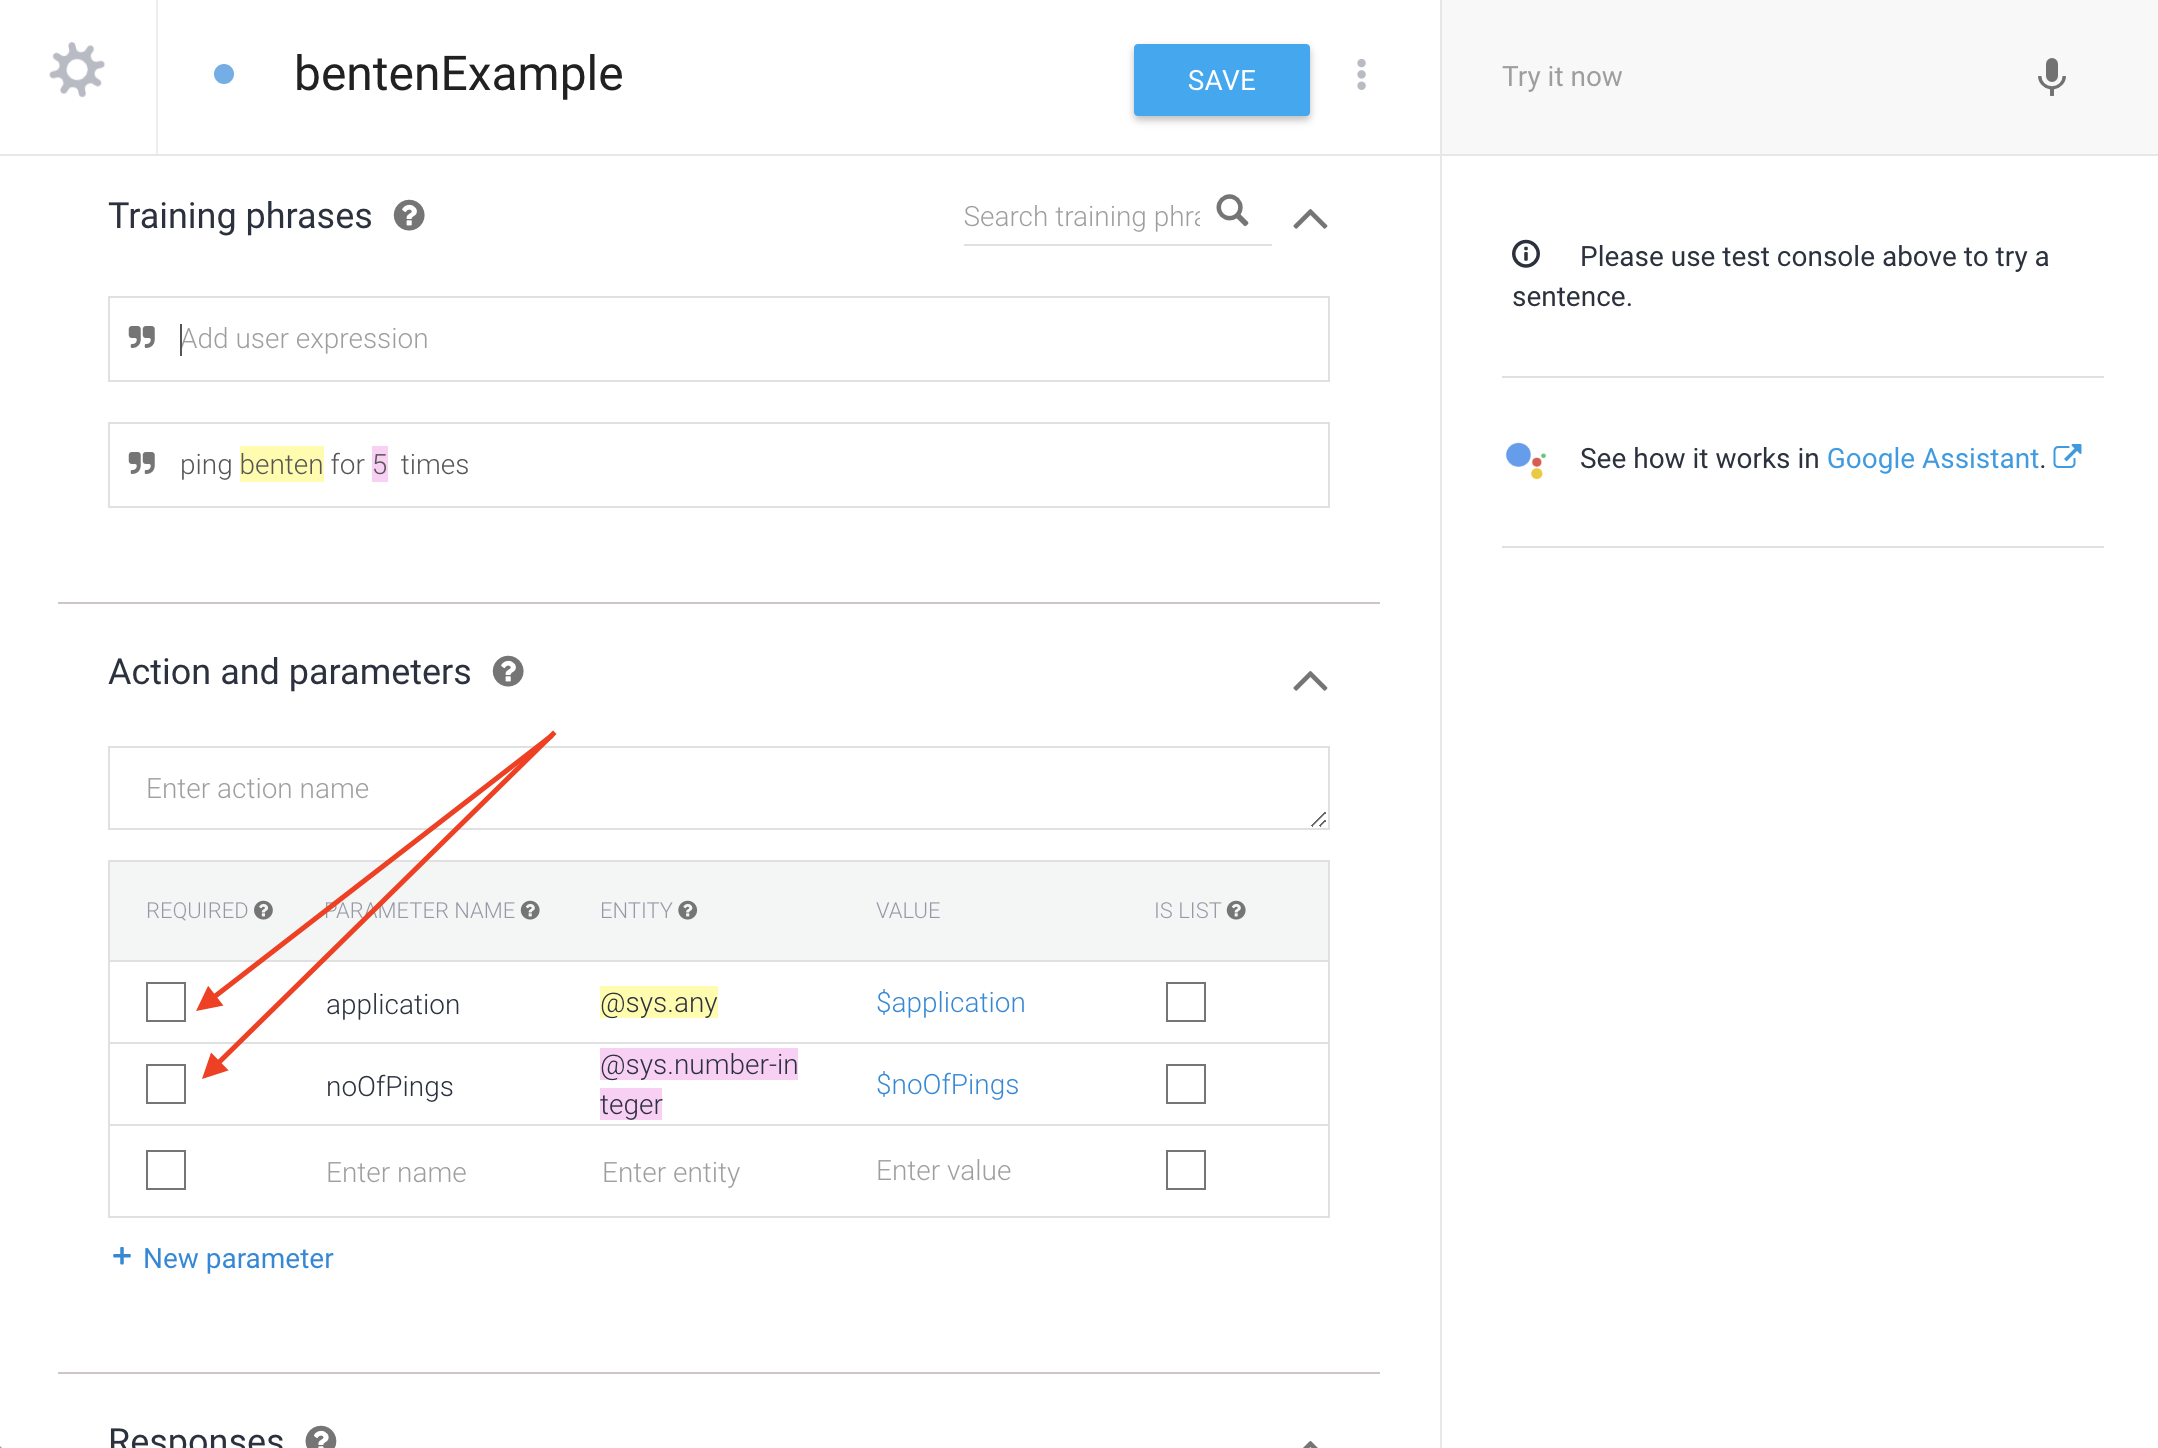 bentenExample
SAVE
Try it now
Training phrases
Search training phra
Please use test console above to try a
sentence.
Add user expression
ping benten for 5 times
See how it works in Google Assistant.
Action and parameters
Enter action name
REQUIRED PARAMETER NAME ENTITY VALUE IS LIST
application @sys.any $application
noOfPings @sys.number-in
teger $noOfPings
Enter name Enter entity Enter value
+ New parameter
Responses